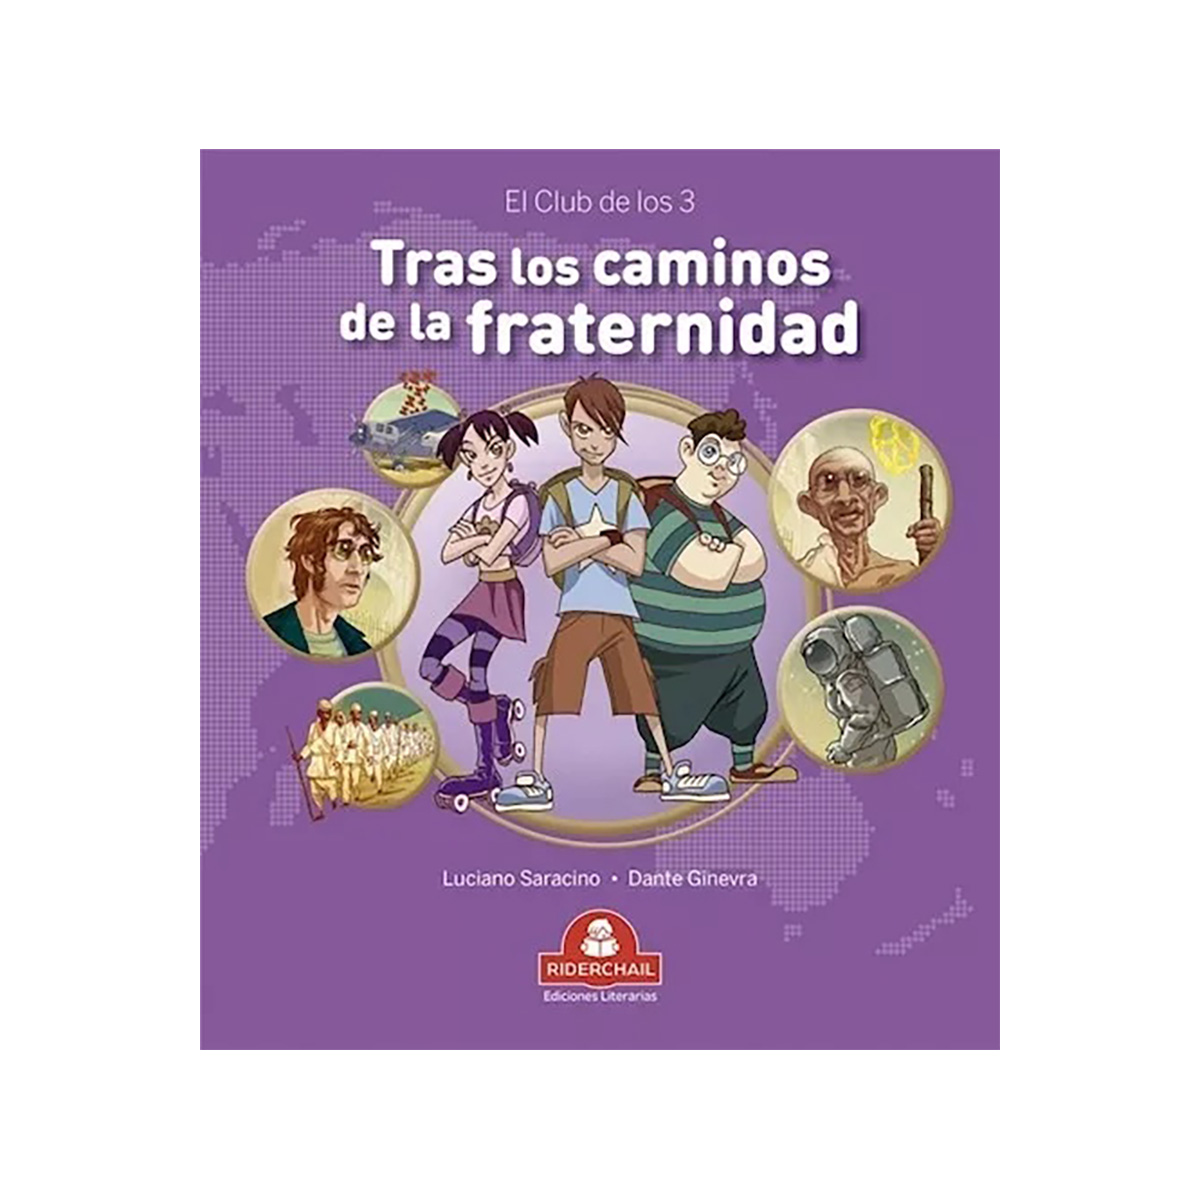 El Club de los 3
Tras los caminos
de la fraternidad
Luciano Saracino • Dante Ginevra
RIDERCHAIL
Ediciones Literarias